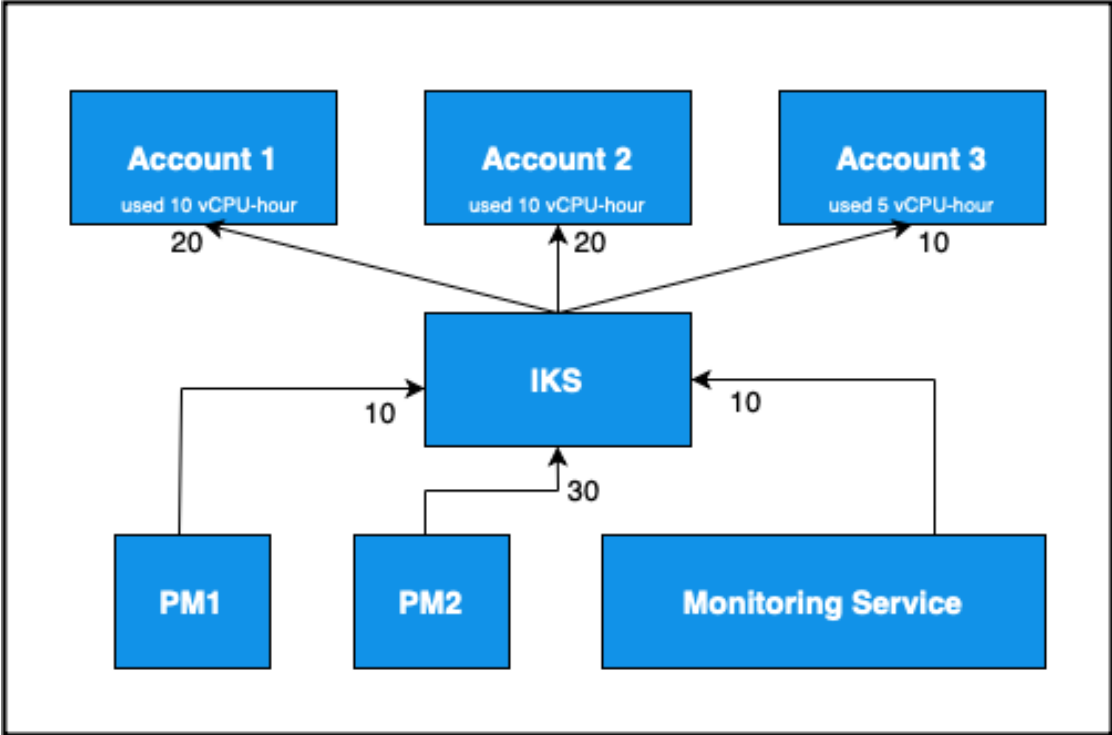 Account 1
used 10 vCPU-hour
Account 2
used 10 vCPU-hour
Account 3
used 5 vCPU-hour
20
20
10
IKS
10
10
30
PM1
PM2
Monitoring Service